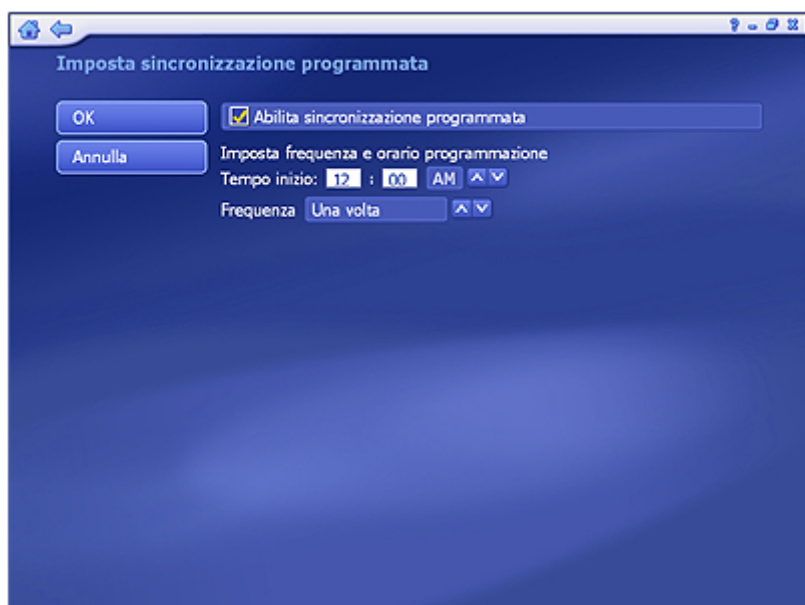 Imposta sincronizzazione programmata
OK
Abilita sincronizzazione programmata
Annulla
Imposta frequenza e orario programmazione
Tempo inizio: 12 : 00 AM
Frequenza Una volta